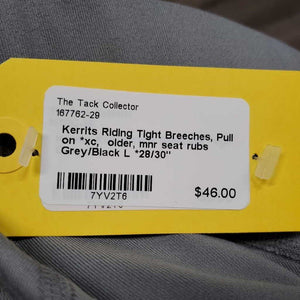 The Tack Collector
167762-29
Kerrits Riding Tight Breeches, Pull
on *xc, older, mnr seat rubs
Grey/Black L *28/30"
$46.00
7YV2T6